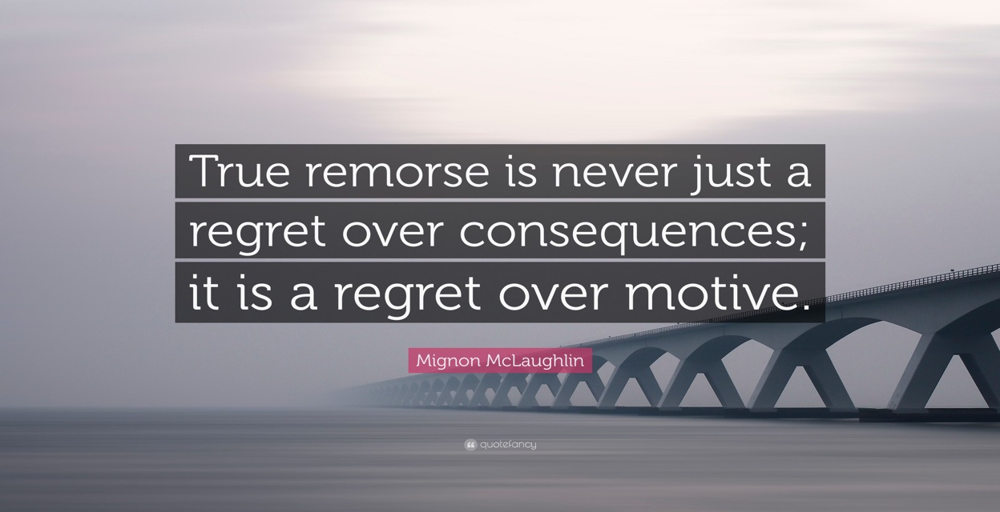 True remorse is never just a
regret over consequences;
it is a regret over motive.
Mignon McLaughlin
quotefancy